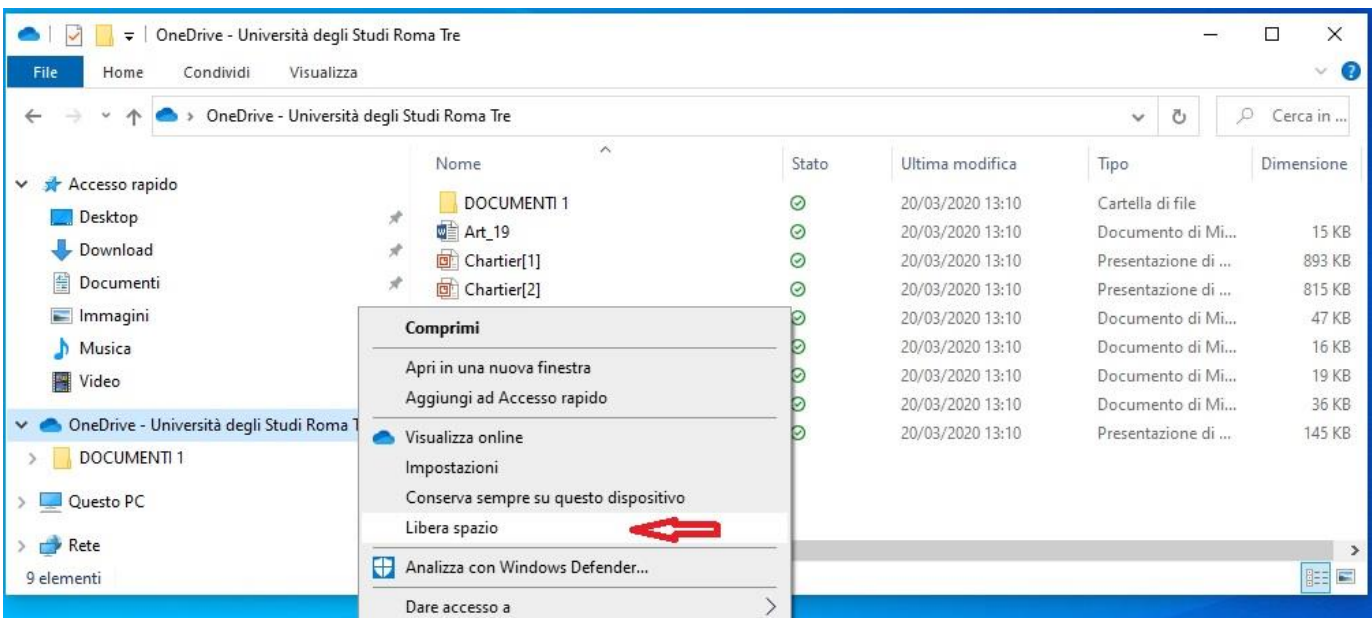 OneDrive - Università degli Studi Roma Tre
File Home Condividi Visualizza
OneDrive - Università degli Studi Roma Tre Cerca in ...
Nome Stato Ultima modifica Tipo Dimensione
Accesso rapido
Desktop
Download
Documenti
Immagini
Musica
Video
OneDrive - Università degli Studi Roma T
DOCUMENTI 1
Questo PC
Rete
9 elementi
DOCUMENTI 1 20/03/2020 13:10 Cartella di file
Art_19 20/03/2020 13:10 Documento di Mi... 15 KB
Chartier[1] 20/03/2020 13:10 Presentazione di ... 893 KB
Chartier[2] 20/03/2020 13:10 Presentazione di ... 815 KB
20/03/2020 13:10 Documento di Mi... 47 KB
20/03/2020 13:10 Documento di Mi... 16 KB
20/03/2020 13:10 Documento di Mi... 19 KB
20/03/2020 13:10 Documento di Mi... 36 KB
20/03/2020 13:10 Presentazione di ... 145 KB
Comprimi
Apri in una nuova finestra
Aggiungi ad Accesso rapido
Visualizza online
Impostazioni
Conserva sempre su questo dispositivo
Libera spazio
Analizza con Windows Defender...
Dare accesso a